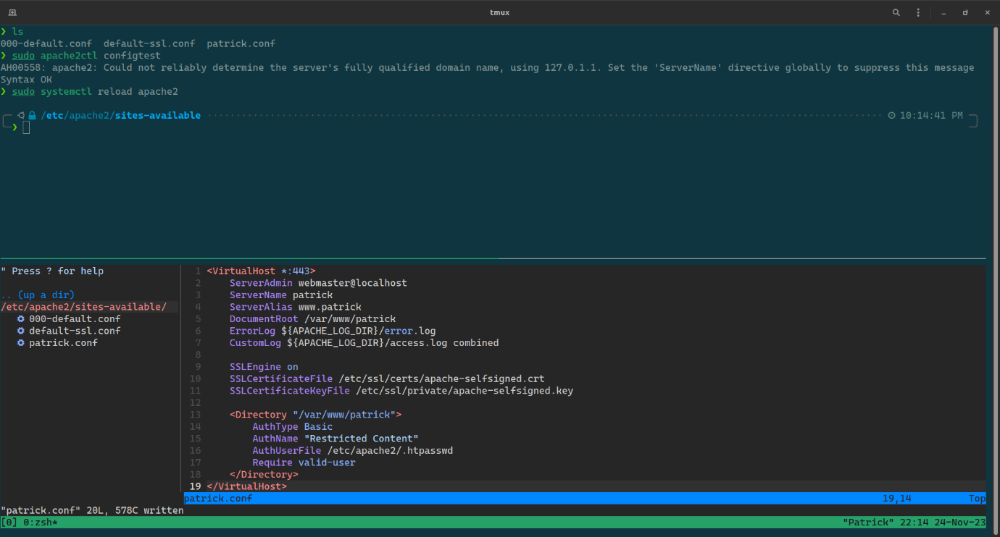 tmux
❯ ls
000-default.conf  default-ssl.conf  patrick.conf
❯ sudo apache2ctl configtest
AH00558: apache2: Could not reliably determine the server's fully qualified domain name, using 127.0.1.1. Set the 'ServerName' directive globally to suppress this message
Syntax OK
❯ sudo systemctl reload apache2
/etc/apache2/sites-available 10:14:41 PM
❯
" Press ? for help
.. (up a dir)
/etc/apache2/sites-available/
000-default.conf
default-ssl.conf
patrick.conf
1 <VirtualHost *:443>
2     ServerAdmin webmaster@localhost
3     ServerName patrick
4     ServerAlias www.patrick
5     DocumentRoot /var/www/patrick
6     ErrorLog ${APACHE_LOG_DIR}/error.log
7     CustomLog ${APACHE_LOG_DIR}/access.log combined
8
9     SSLEngine on
10     SSLCertificateFile /etc/ssl/certs/apache-selfsigned.crt
11     SSLCertificateKeyFile /etc/ssl/private/apache-selfsigned.key
12
13     <Directory "/var/www/patrick">
14         AuthType Basic
15         AuthName "Restricted Content"
16         AuthUserFile /etc/apache2/.htpasswd
17         Require valid-user
18     </Directory>
19 </VirtualHost>
patrick.conf 19,14 Top
"patrick.conf" 20L, 578C written
[0] 0:zsh* "Patrick" 22:14 24-Nov-23